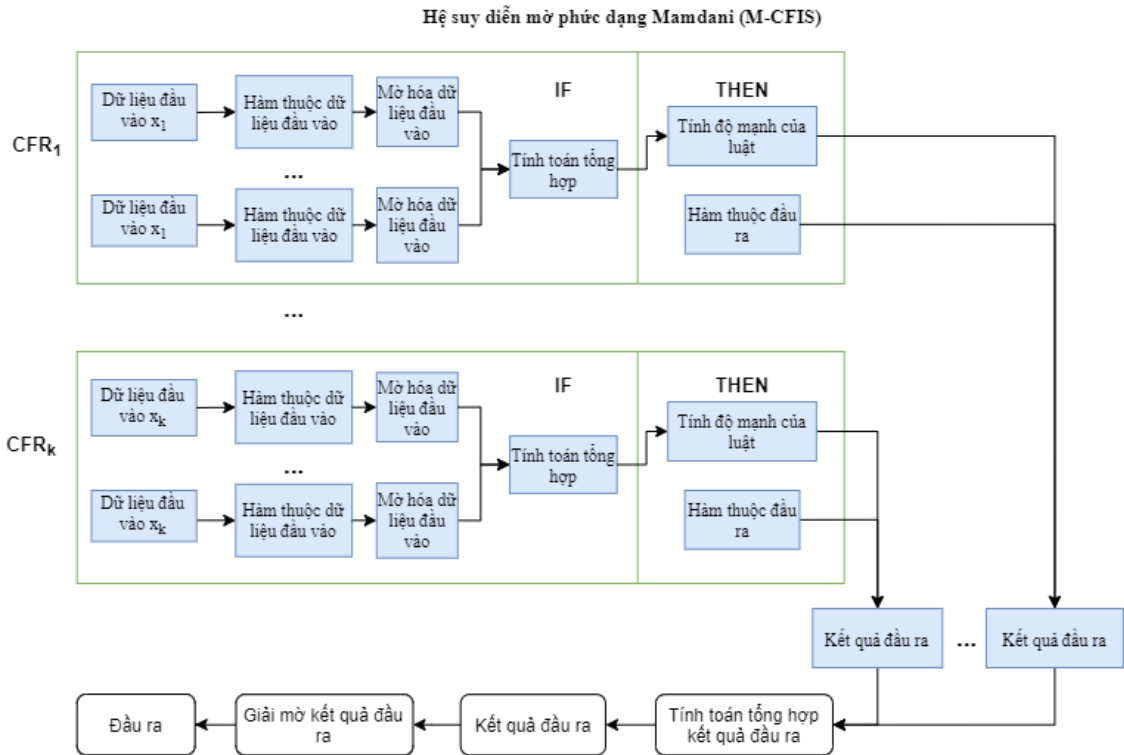 Hệ suy diễn mờ phức dạng Mamdani (M-CFIS)
IF
THEN
CFR1
Dữ liệu đầu
vào x1
Hàm thuộc dữ
liệu đầu vào
Mờ hóa dữ
liệu đầu
vào
...
Dữ liệu đầu
vào x1
Hàm thuộc dữ
liệu đầu vào
Mờ hóa dữ
liệu đầu
vào
Tính toán tổng
hợp
Tính độ mạnh của
luật
Hàm thuộc đầu
ra
...
IF
THEN
CFRk
Dữ liệu đầu
vào xk
Hàm thuộc dữ
liệu đầu vào
Mờ hóa dữ
liệu đầu
vào
...
Dữ liệu đầu
vào xk
Hàm thuộc dữ
liệu đầu vào
Mờ hóa dữ
liệu đầu
vào
Tính toán tổng
hợp
Tính độ mạnh của
luật
Hàm thuộc đầu
ra
Kết quả đầu ra
...
Kết quả đầu ra
Đầu ra
Giải mờ kết quả đầu
ra
Kết quả đầu ra
Tính toán tổng hợp
kết quả đầu ra